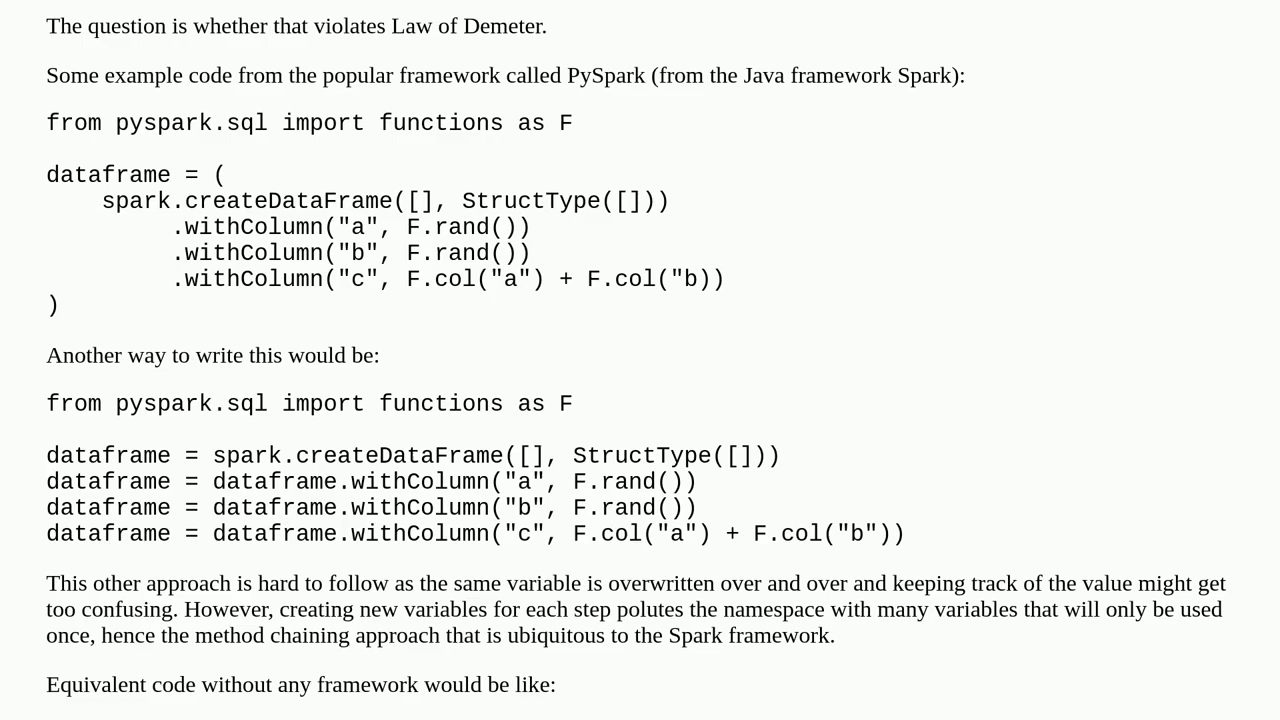 The question is whether that violates Law of Demeter.
Some example code from the popular framework called PySpark (from the Java framework Spark):
from pyspark.sql import functions as F
dataframe = (
    spark.createDataFrame([], StructType([]))
         .withColumn("a", F.rand())
         .withColumn("b", F.rand())
         .withColumn("c", F.col("a") + F.col("b))
)
Another way to write this would be:
from pyspark.sql import functions as F
dataframe = spark.createDataFrame([], StructType([]))
dataframe = dataframe.withColumn("a", F.rand())
dataframe = dataframe.withColumn("b", F.rand())
dataframe = dataframe.withColumn("c", F.col("a") + F.col("b"))
This other approach is hard to follow as the same variable is overwritten over and over and keeping track of the value might get
too confusing. However, creating new variables for each step polutes the namespace with many variables that will only be used
once, hence the method chaining approach that is ubiquitous to the Spark framework.
Equivalent code without any framework would be like: